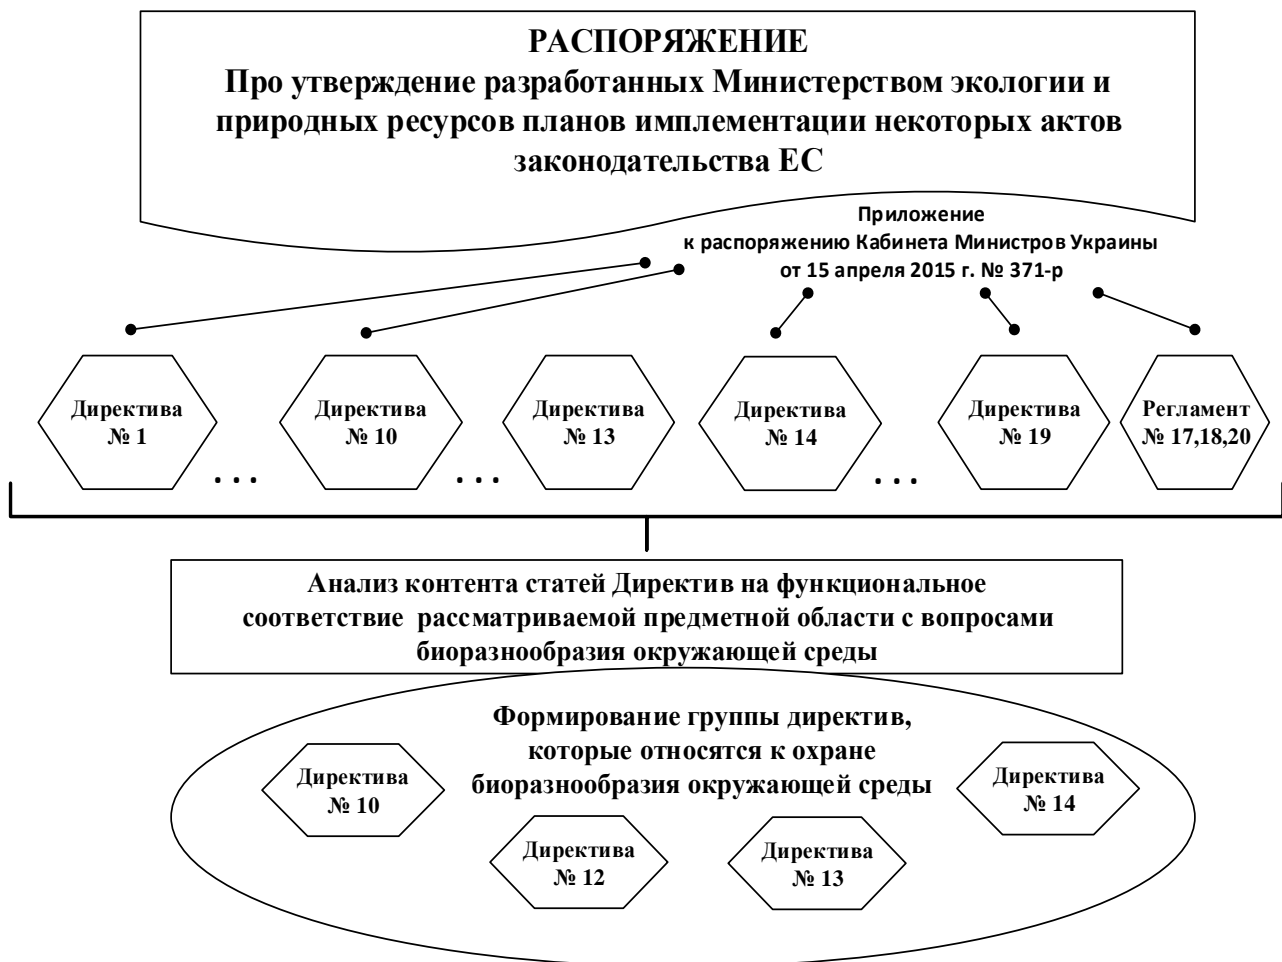 РАСПОРЯЖЕНИЕ
Про утверждение разработанных Министерством экологии и
природных ресурсов планов имплементации некоторых актов
законодательства ЕС
Приложение
к распоряжению Кабинета Министров Украины
от 15 апреля 2015 г. № 371-р
Директива
№ 1
. . .
Директива
№ 10
. . .
Директива
№ 13
Директива
№ 14
. . .
Директива
№ 19
Регламент
№ 17,18,20
Анализ контента статей Директив на функциональное
соответствие рассматриваемой предметной области с вопросами
биоразнообразия окружающей среды
Формирование группы директив,
которые относятся к охране
биоразнообразия окружающей среды
Директива
№ 10
Директива
№ 12
Директива
№ 13
Директива
№ 14